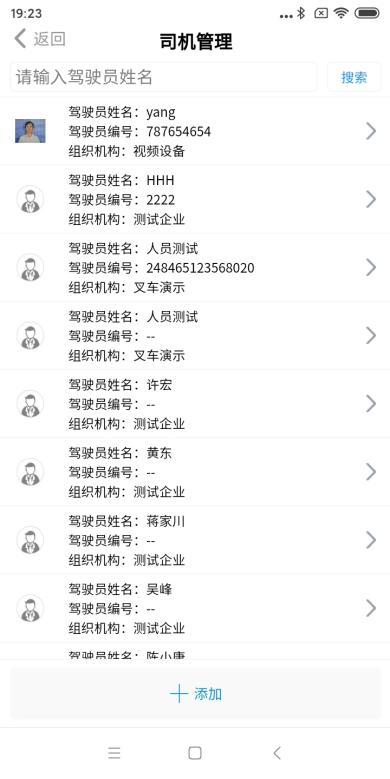 19:23
返回
司机管理
请输入驾驶员姓名
搜索
驾驶员姓名：yang
驾驶员编号：787654654
组织机构：视频设备
驾驶员姓名：HHH
驾驶员编号：2222
组织机构：测试企业
驾驶员姓名：人员测试
驾驶员编号：248465123568020
组织机构：叉车演示
驾驶员姓名：人员测试
驾驶员编号：--
组织机构：叉车演示
驾驶员姓名：许宏
驾驶员编号：--
组织机构：测试企业
驾驶员姓名：黄东
驾驶员编号：--
组织机构：测试企业
驾驶员姓名：蒋家川
驾驶员编号：--
组织机构：测试企业
驾驶员姓名：吴峰
驾驶员编号：--
组织机构：测试企业
驾驶员姓名：陈小康
添加